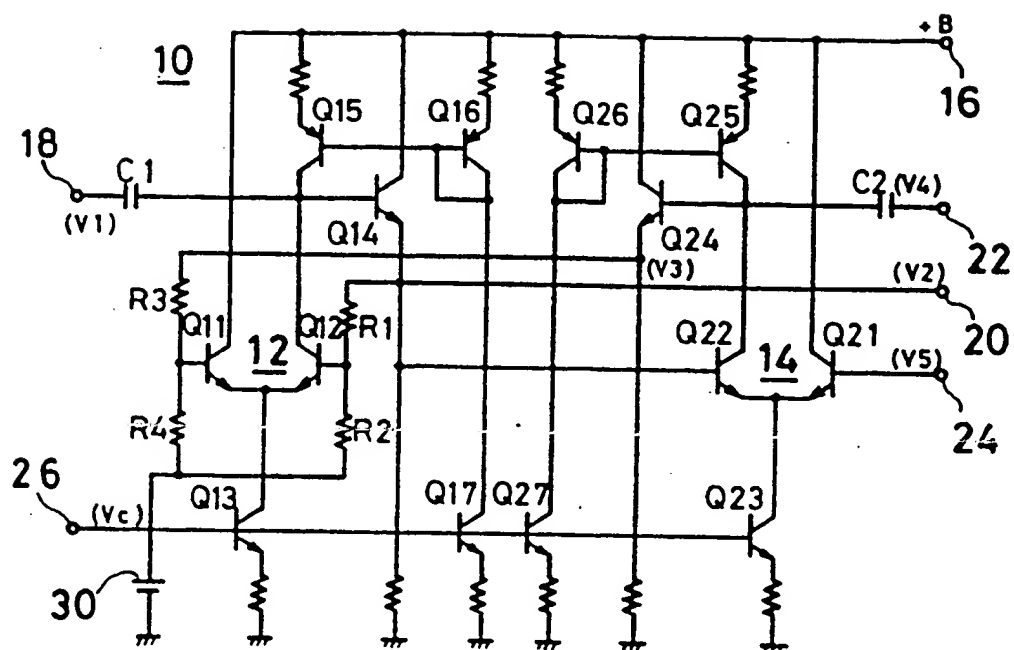 10
+ B
16
Q15
Q16
Q26
Q25
18
C1
(V1)
C2
(V4)
22
Q14
Q24
(V3)
(V2)
20
R3
Q11
12
Q12
R1
Q22
14
Q21
(V5)
24
R4
R2
26
(Vc)
Q13
Q17
Q27
Q23
30